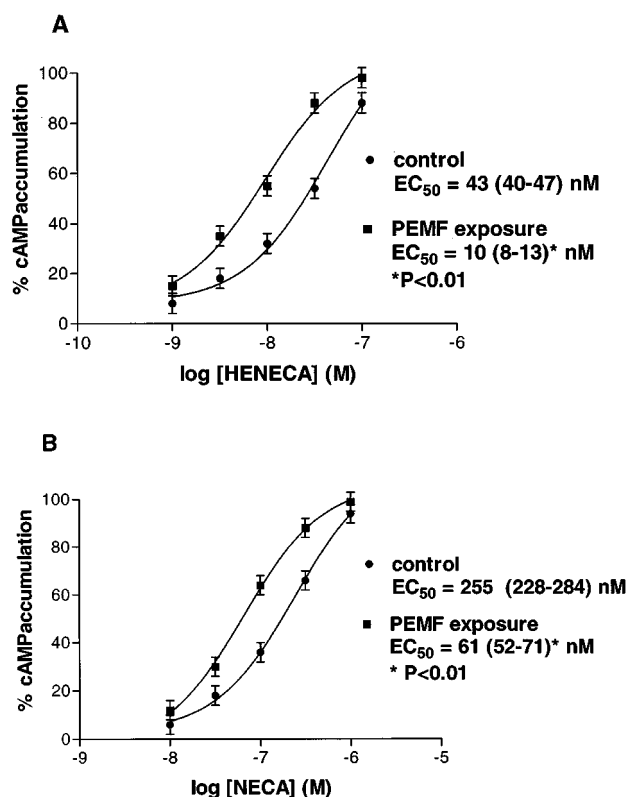 A
100
80
60
40
20
0
% cAMPaccumulation
-10 -9 -8 -7 -6
log [HENECA] (M)
control
EC50 = 43 (40-47) nM
PEMF exposure
EC50 = 10 (8-13)* nM
*P<0.01
B
100
80
60
40
20
0
% cAMPaccumulation
-9 -8 -7 -6 -5
log [NECA] (M)
control
EC50 = 255 (228-284) nM
PEMF exposure
EC50 = 61 (52-71)* nM
* P<0.01